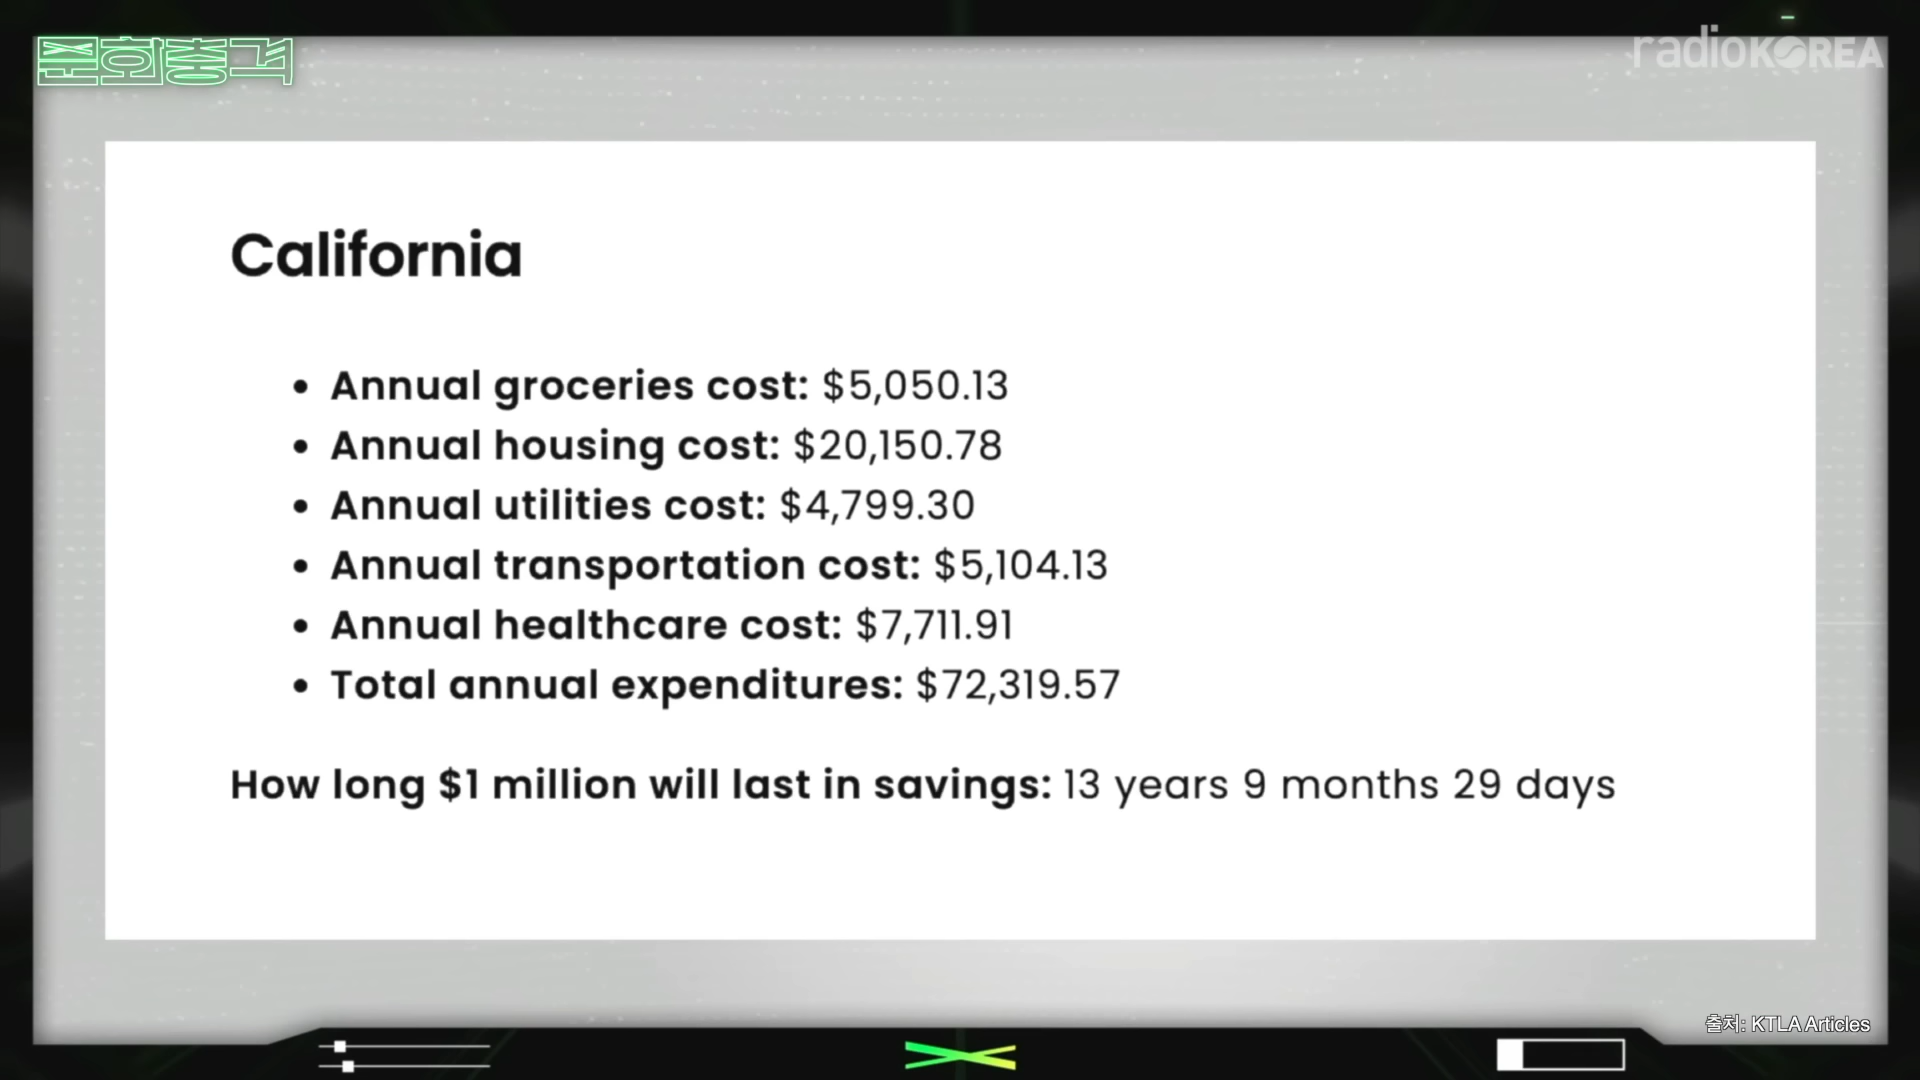 준회충격
radioKOREA
California
• Annual groceries cost: $5,050.13
• Annual housing cost: $20,150.78
• Annual utilities cost: $4,799.30
• Annual transportation cost: $5,104.13
• Annual healthcare cost: $7,711.91
• Total annual expenditures: $72,319.57
How long $1 million will last in savings: 13 years 9 months 29 days
출처: KTLA Articles